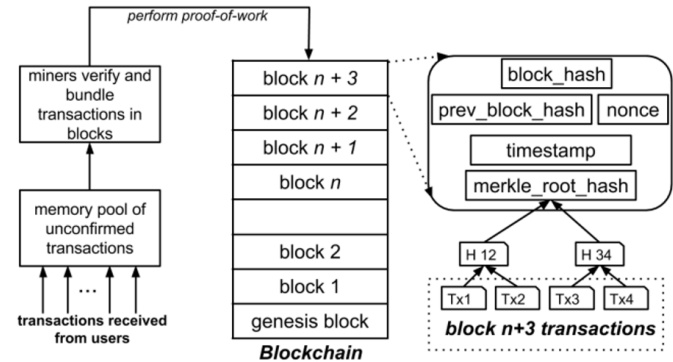 perform proof-of-work
miners verify and
bundle
transactions in
blocks
memory pool of
unconfirmed
transactions
...
transactions received
from users
block n + 3
block n + 2
block n + 1
block n
block 2
block 1
genesis block
Blockchain
block_hash
prev_block_hash
nonce
timestamp
merkle_root_hash
H 12
H 34
Tx1
Tx2
Tx3
Tx4
block n+3 transactions